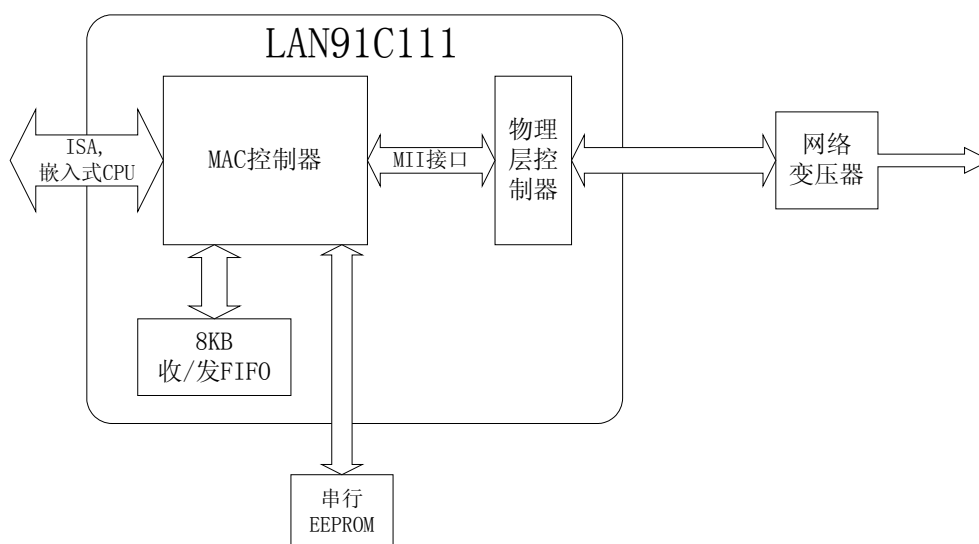 LAN91C111
ISA,
嵌入式CPU
MAC控制器
MII接口
物理
层控
制器
网络
变压器
8KB
收/发FIFO
串行
EEPROM